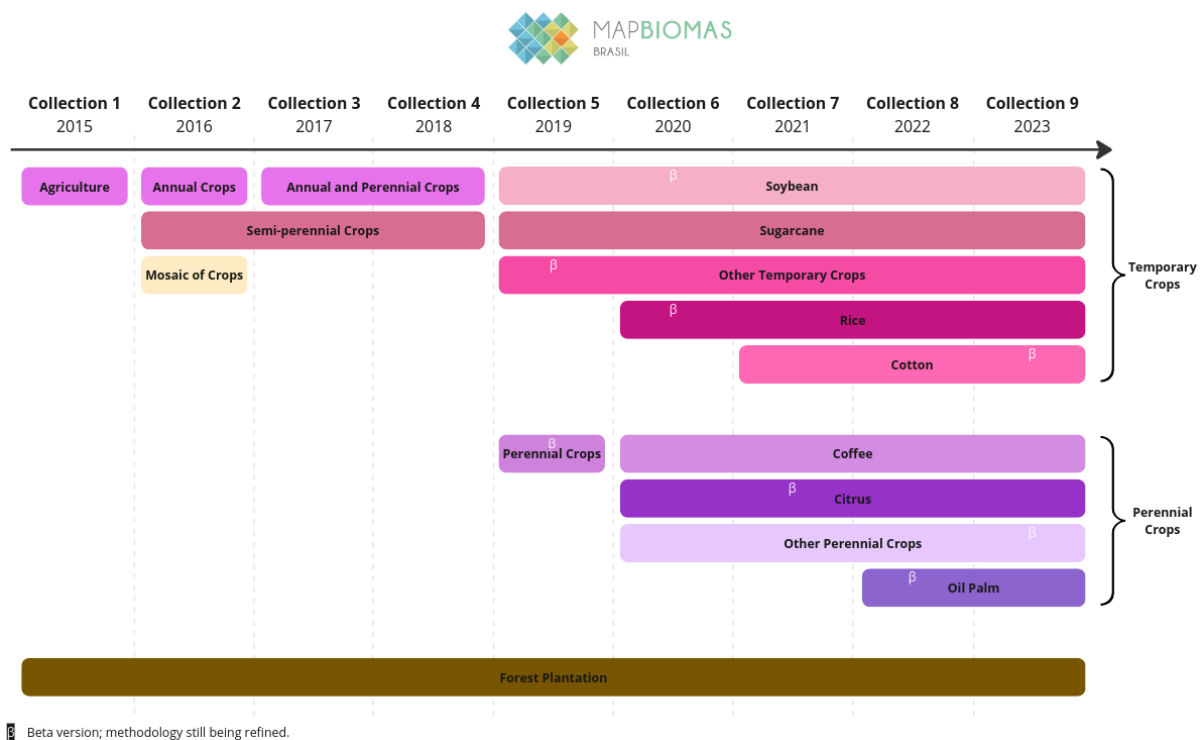 MAPBIOMAS
BRASIL
Collection 1 Collection 2 Collection 3 Collection 4 Collection 5 Collection 6 Collection 7 Collection 8 Collection 9
2015 2016 2017 2018 2019 2020 2021 2022 2023
Agriculture Annual Crops Annual and Perennial Crops β Soybean
Semi-perennial Crops Sugarcane
Mosaic of Crops β Other Temporary Crops
Temporary
Crops
β Rice
Cotton β
β
Perennial Crops Coffee
β Citrus
Other Perennial Crops β
Perennial
Crops
β Oil Palm
Forest Plantation
β Beta version; methodology still being refined.